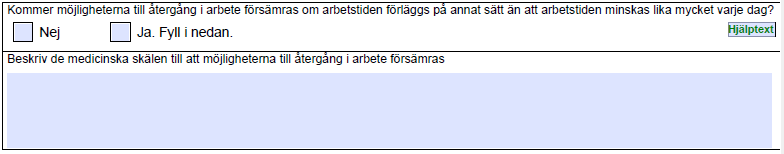 Kommer möjligheterna till återgång i arbete försämras om arbetstiden förläggs på annat sätt än att arbetstiden minskas lika mycket varje dag?
Nej Ja. Fyll i nedan. Hjälptext
Beskriv de medicinska skälen till att möjligheterna till återgång i arbete försämras